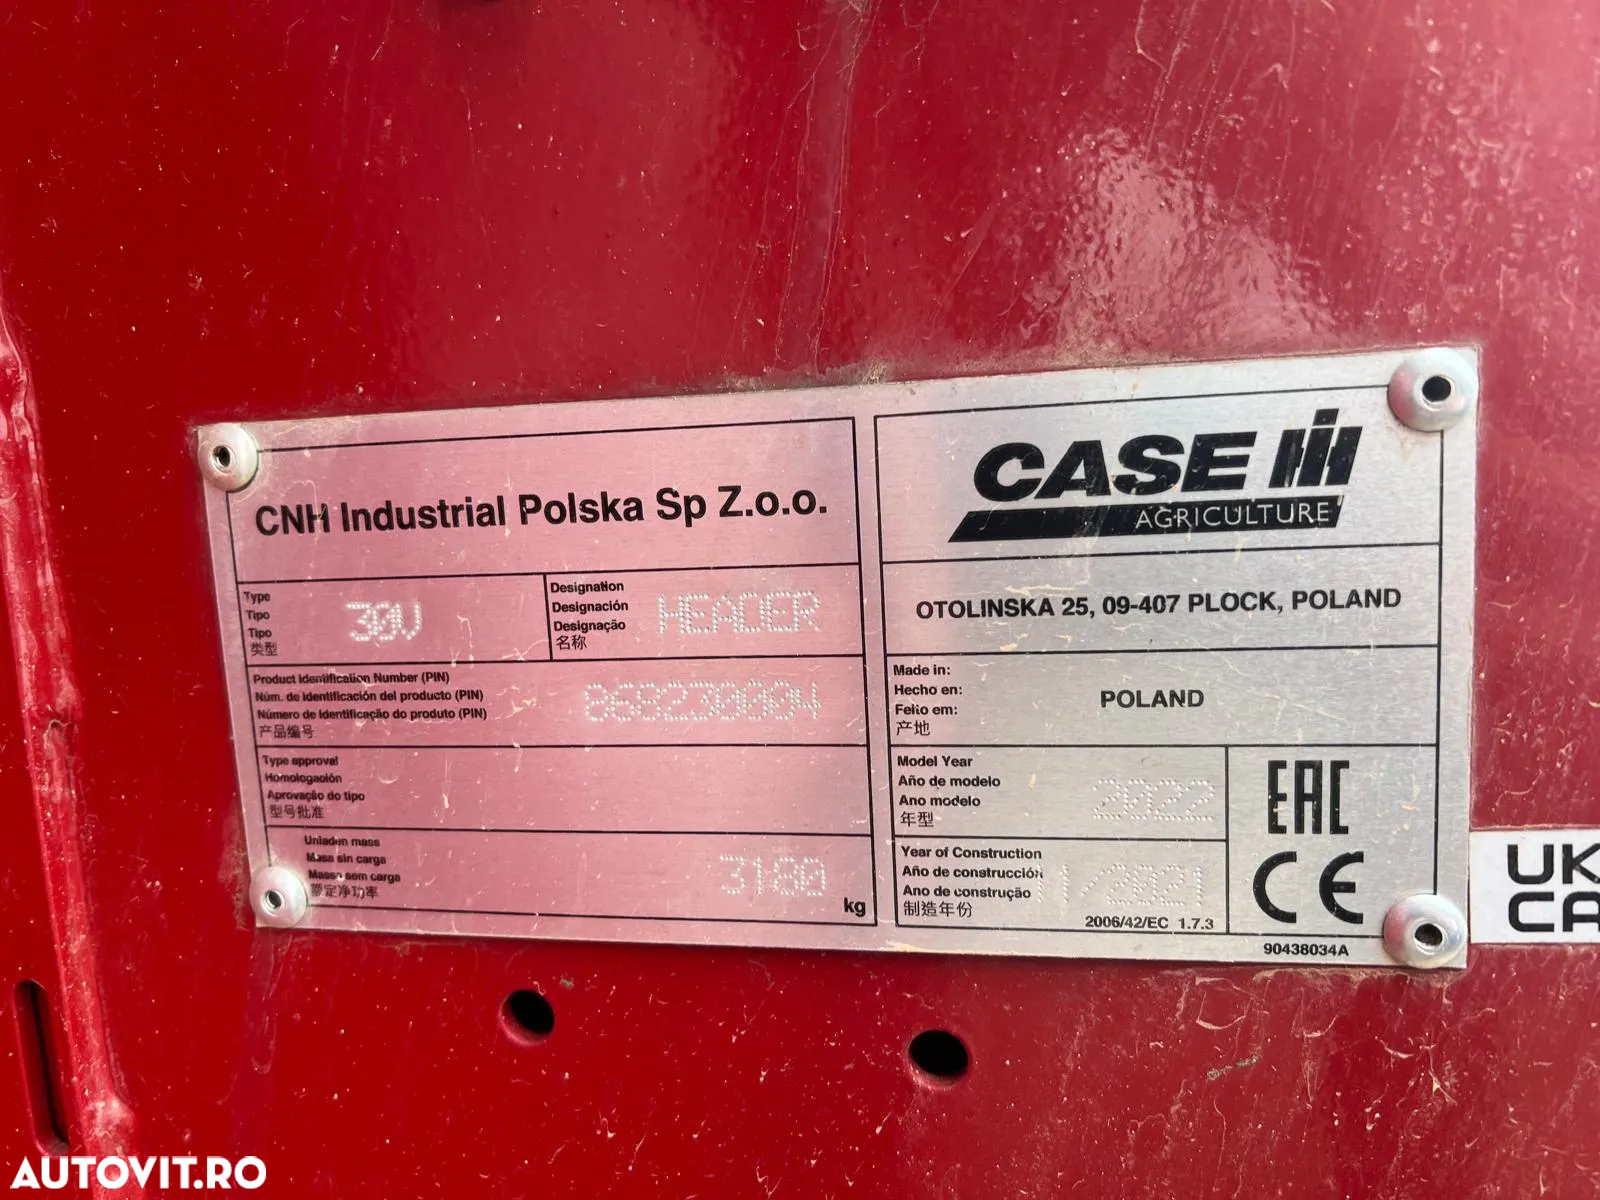 CNH Industrial Polska Sp Z.o.o.
Type
Tipo
Tipo
类型
30V
Designation
Designación
Designação
名称
HEADER
Product Identification Number (PIN)
Núm. de identificación del producto (PIN)
Número de identificação do produto (PIN)
产品编号
868230004
Type approval
Homologación
Aprovação do tipo
型号批准
Unladen mass
Masa sin carga
Massa sem carga
净功率
3180
kg
CASE IH
AGRICULTURE
OTOLINSKA 25, 09-407 PLOCK, POLAND
Made in:
Hecho en:
Feito em:
产地
POLAND
Model Year
Año de modelo
Ano modelo
年型
2022
Year of Construction
Año de construcción
Ano de construção
制造年份
11/2021
2006/42/EC 1.7.3
EAC
CE
90438034A
UK
CA
AUTOVIT.RO